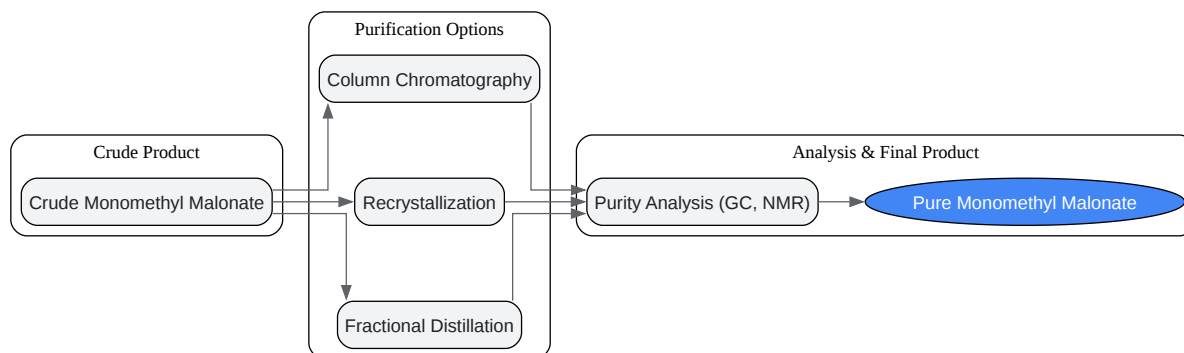 Purification Options
Column Chromatography
Crude Product
Analysis & Final Product
Crude Monomethyl Malonate
Recrystallization
Purity Analysis (GC, NMR)
Pure Monomethyl Malonate
Fractional Distillation